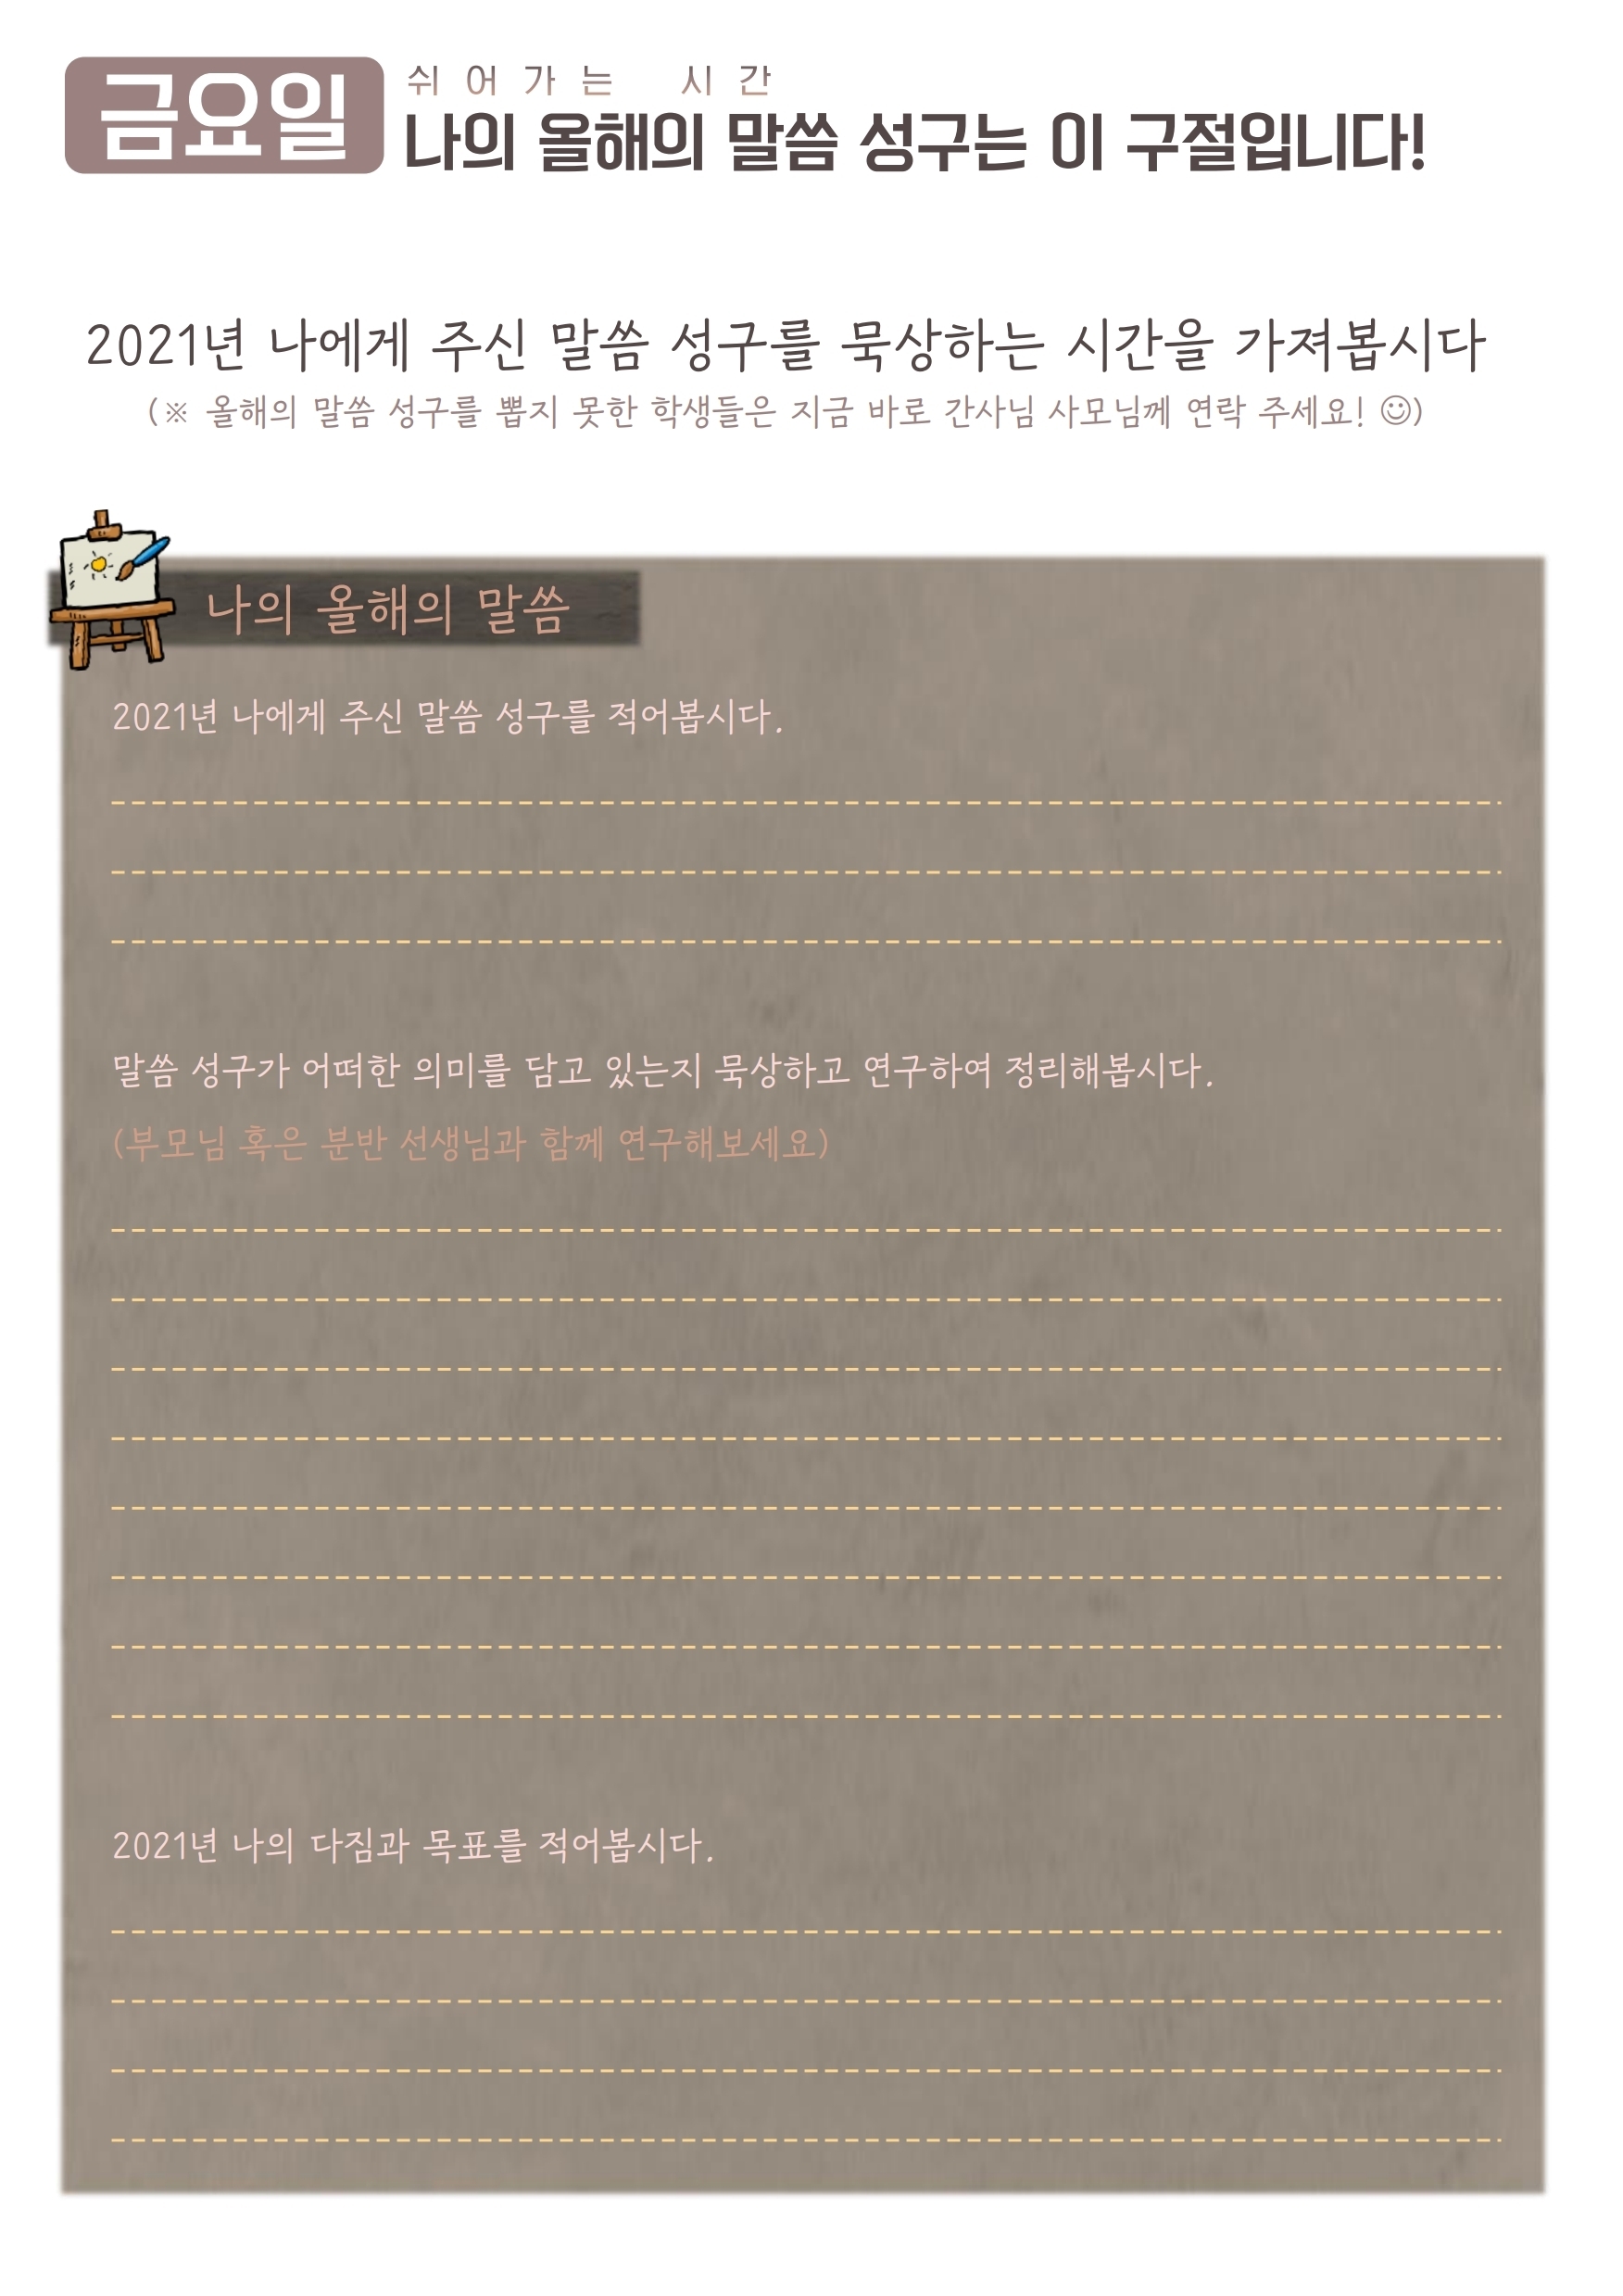 금요일
쉬어가는 시간
나의 올해의 말씀 성구는 이 구절입니다!
2021년 나에게 주신 말씀 성구를 묵상하는 시간을 가져봅시다
(※ 올해의 말씀 성구를 뽑지 못한 학생들은 지금 바로 간사님 사모님께 연락 주세요! ☺)
나의 올해의 말씀
2021년 나에게 주신 말씀 성구를 적어봅시다.
말씀 성구가 어떠한 의미를 담고 있는지 묵상하고 연구하여 정리해봅시다.
(부모님 혹은 분반 선생님과 함께 연구해보세요)
2021년 나의 다짐과 목표를 적어봅시다.